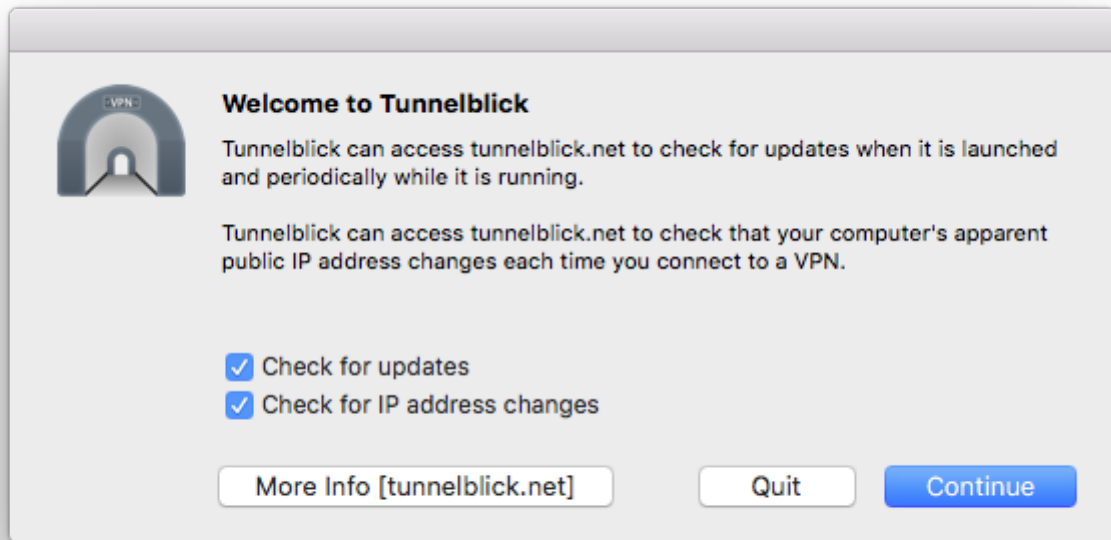 VPN
Welcome to Tunnelblick
Tunnelblick can access tunnelblick.net to check for updates when it is launched
and periodically while it is running.
Tunnelblick can access tunnelblick.net to check that your computer's apparent
public IP address changes each time you connect to a VPN.
Check for updates
Check for IP address changes
More Info [tunnelblick.net]
Quit
Continue